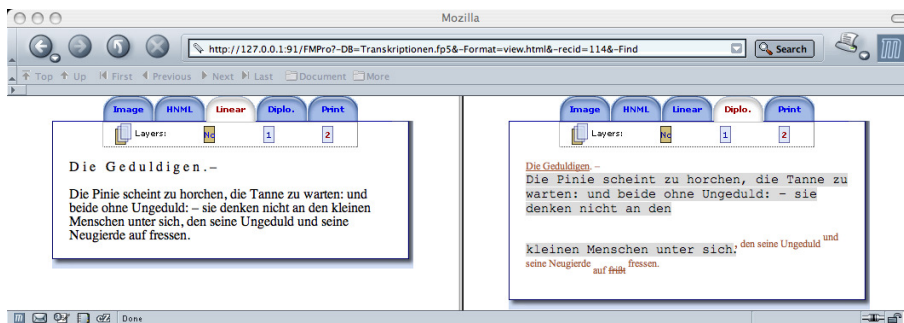 Mozilla
http://127.0.0.1:91/FMPro?-DB=Transkriptionen.fp5&-Format=view.html&-recid=114&-Find
Search
Top Up First Previous Next Last Document More
Image HNML Linear Diplo. Print
Layers: Nc 1 2
Die Geduldigen.–
Die Pinie scheint zu horchen, die Tanne zu warten: und
beide ohne Ungeduld: – sie denken nicht an den kleinen
Menschen unter sich, den seine Ungeduld und seine
Neugierde auf fressen.
Image HNML Linear Diplo. Print
Layers: Nc 1 2
Die Geduldigen. –
Die Pinie scheint zu horchen, die Tanne zu
warten: und beide ohne Ungeduld: – sie
denken nicht an den
kleinen Menschen unter sich, den seine Ungeduld und
seine Neugierde auf frißt fressen.
Done